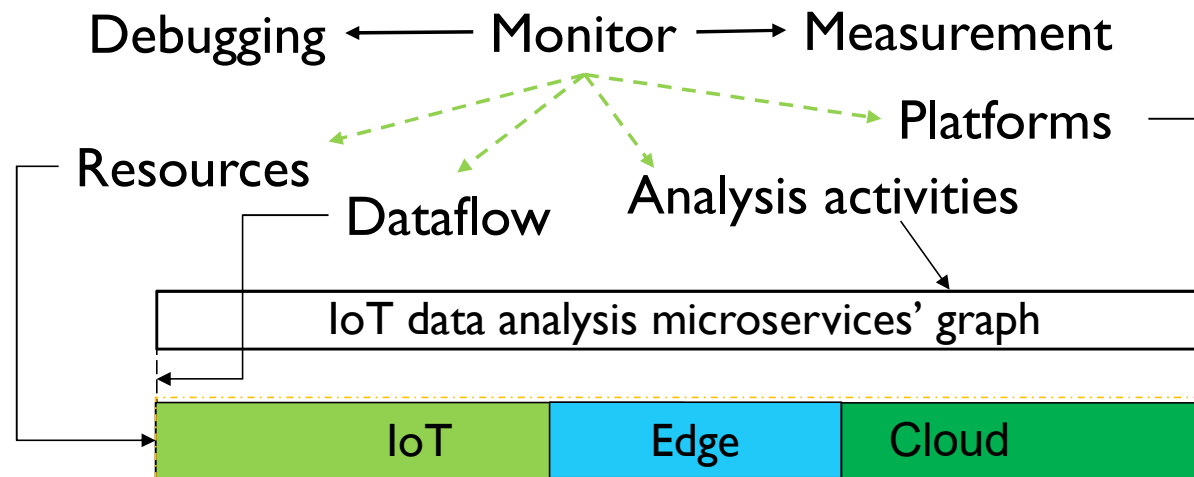 Debugging Monitor Measurement
Platforms
Resources
Analysis activities
Dataflow
IoT data analysis microservices’ graph
IoT Edge Cloud